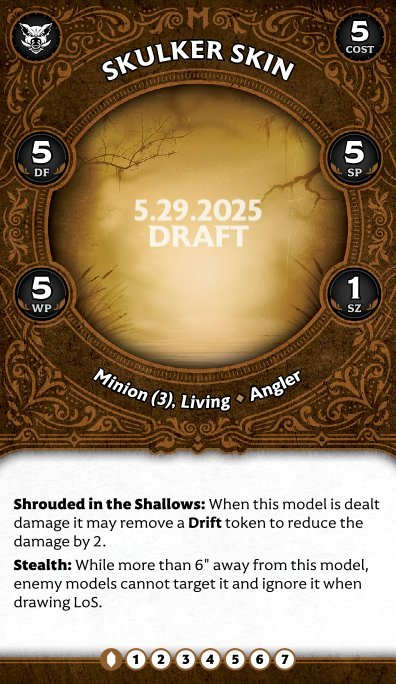 M
SKULKER SKIN
5
COST
5
DF
5
SP
5.29.2025
DRAFT
5
WP
1
SZ
Minion (3), Living ◆ Angler
Shrouded in the Shallows: When this model is dealt
damage it may remove a Drift token to reduce the
damage by 2.
Stealth: While more than 6" away from this model,
enemy models cannot target it and ignore it when
drawing LoS.
1 2 3 4 5 6 7